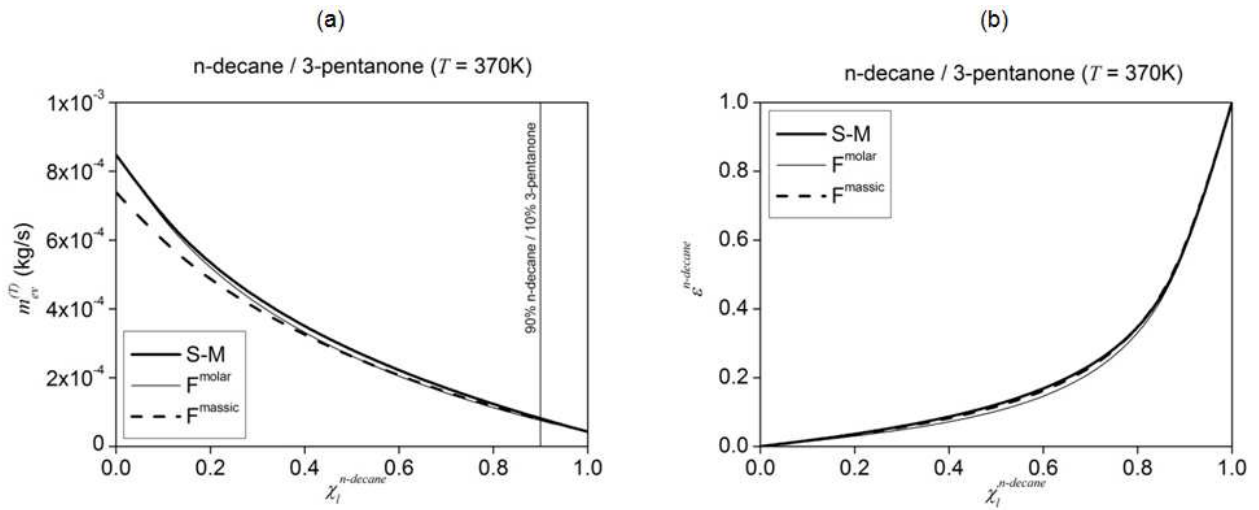 (a)
n-decane / 3-pentanone (T = 370K)
1x10⁻³
8x10⁻⁴
6x10⁻⁴
4x10⁻⁴
2x10⁻⁴
0
m_ev^(T) (kg/s)
90% n-decane / 10% 3-pentanone
S-M
F^molar
F^massic
0.0 0.2 0.4 0.6 0.8 1.0
χ_l^n-decane
(b)
n-decane / 3-pentanone (T = 370K)
1.0
0.8
0.6
0.4
0.2
0.0
ε^n-decane
S-M
F^molar
F^massic
0.0 0.2 0.4 0.6 0.8 1.0
χ_l^n-decane